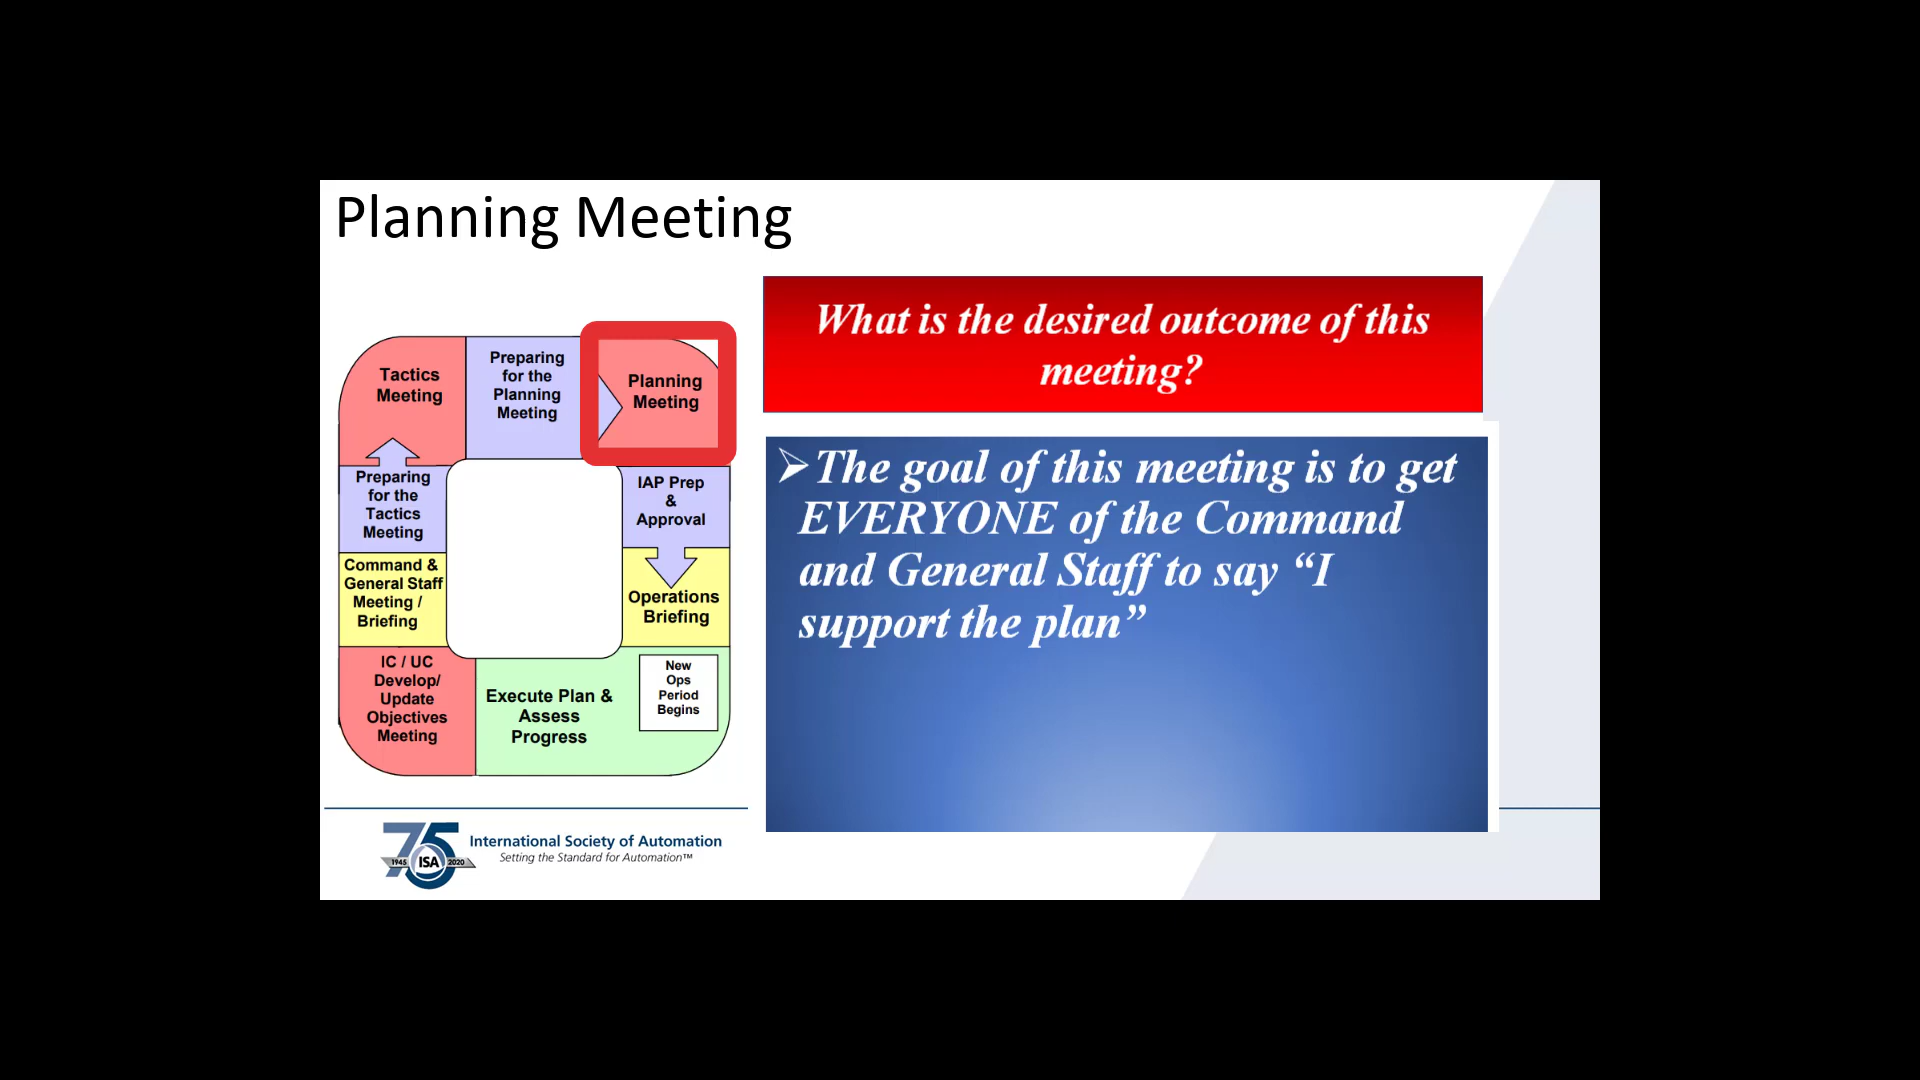 Planning Meeting
What is the desired outcome of this
meeting?
➢The goal of this meeting is to get
EVERYONE of the Command
and General Staff to say “I
support the plan”
Tactics
Meeting
Preparing
for the
Planning
Meeting
Planning
Meeting
Preparing
for the
Tactics
Meeting
IAP Prep
&
Approval
Command &
General Staff
Meeting /
Briefing
Operations
Briefing
IC / UC
Develop/
Update
Objectives
Meeting
Execute Plan &
Assess
Progress
New
Ops
Period
Begins
75
1945 ISA 2020
International Society of Automation
Setting the Standard for Automation™